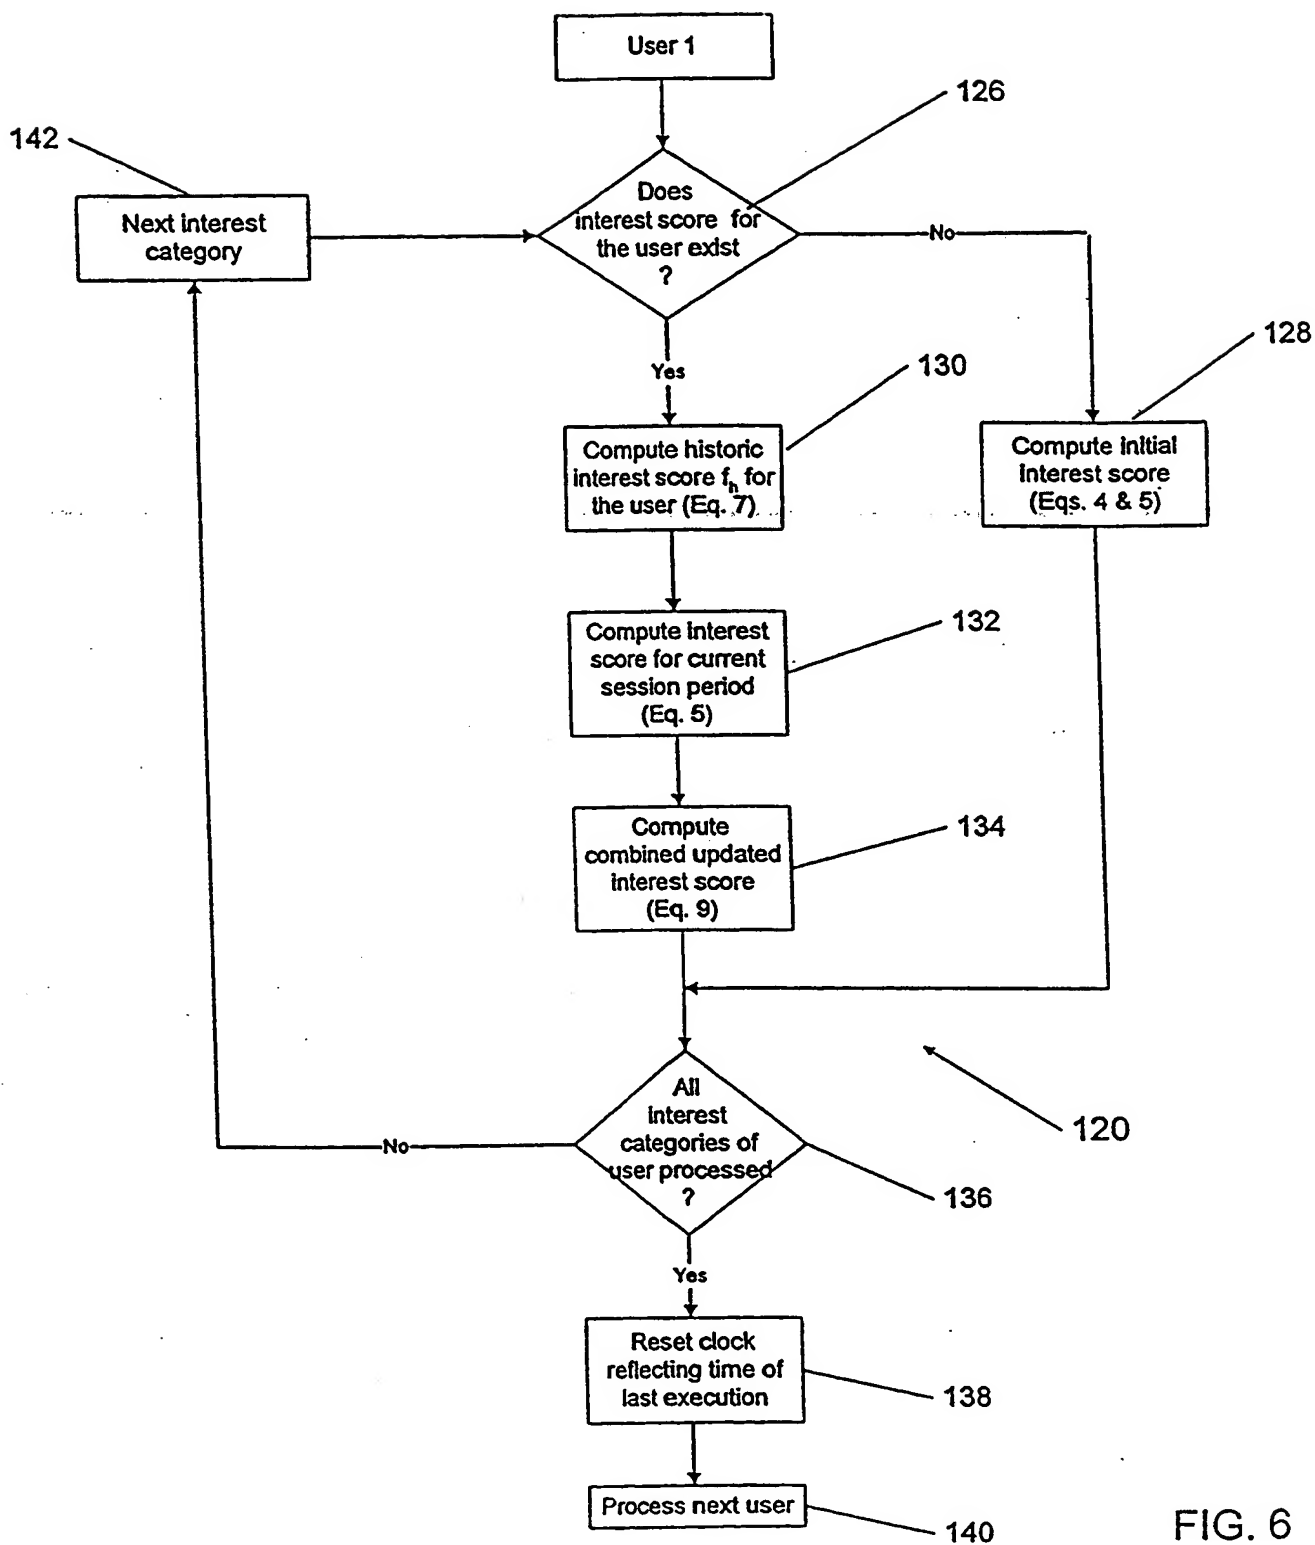 User 1
126
142
Does
interest score for
the user exist
?
Next interest
category
No
Yes
128
130
Compute historic
interest score fh for
the user (Eq. 7)
Compute initial
interest score
(Eqs. 4 & 5)
132
Compute interest
score for current
session period
(Eq. 5)
134
Compute
combined updated
interest score
(Eq. 9)
All
interest
categories of
user processed
?
No
120
136
Yes
Reset clock
reflecting time of
last execution
138
Process next user
140
FIG. 6